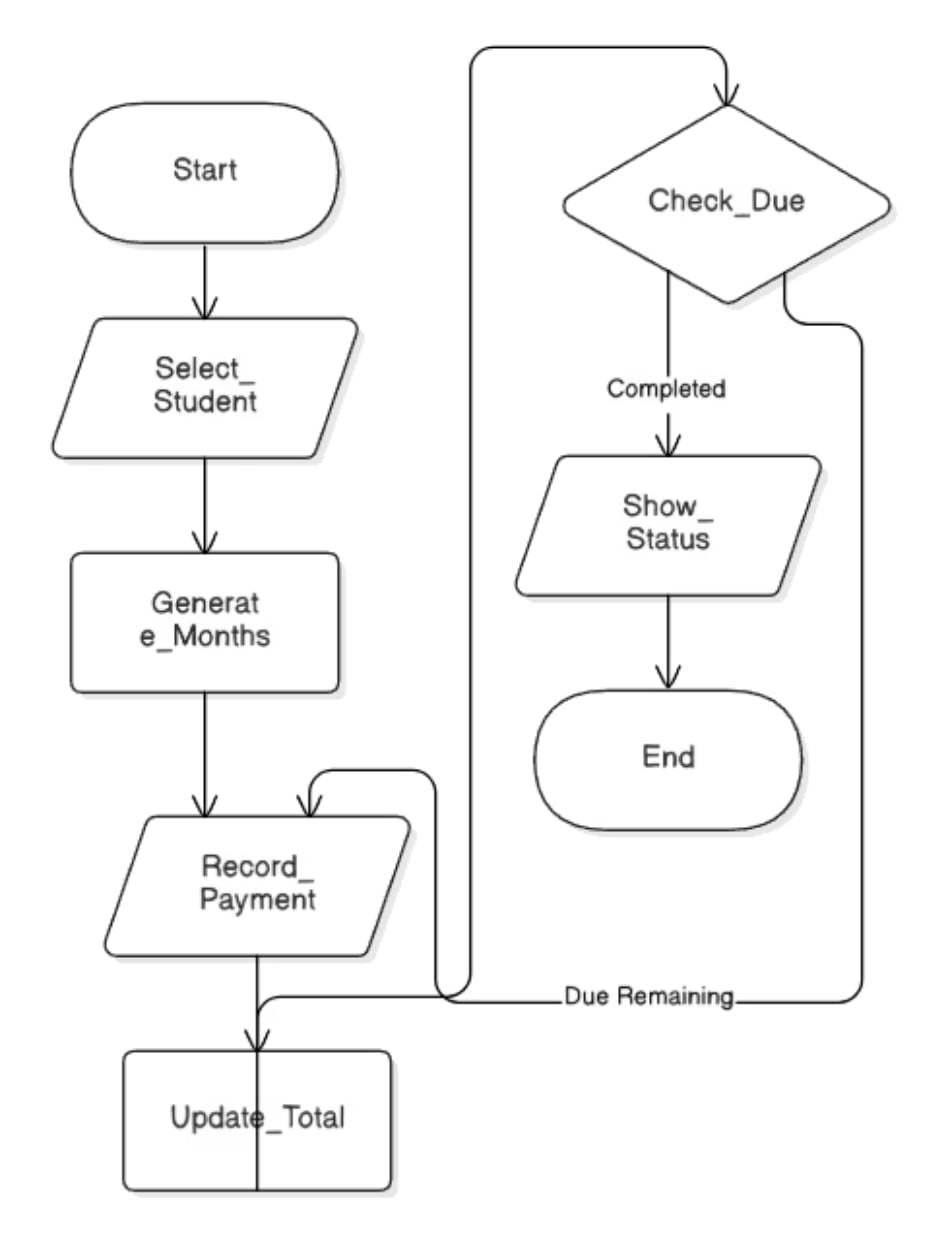 Start
Select_
Student
Generat
e_Months
Record_
Payment
Update_Total
Check_Due
Completed
Show_
Status
End
Due Remaining